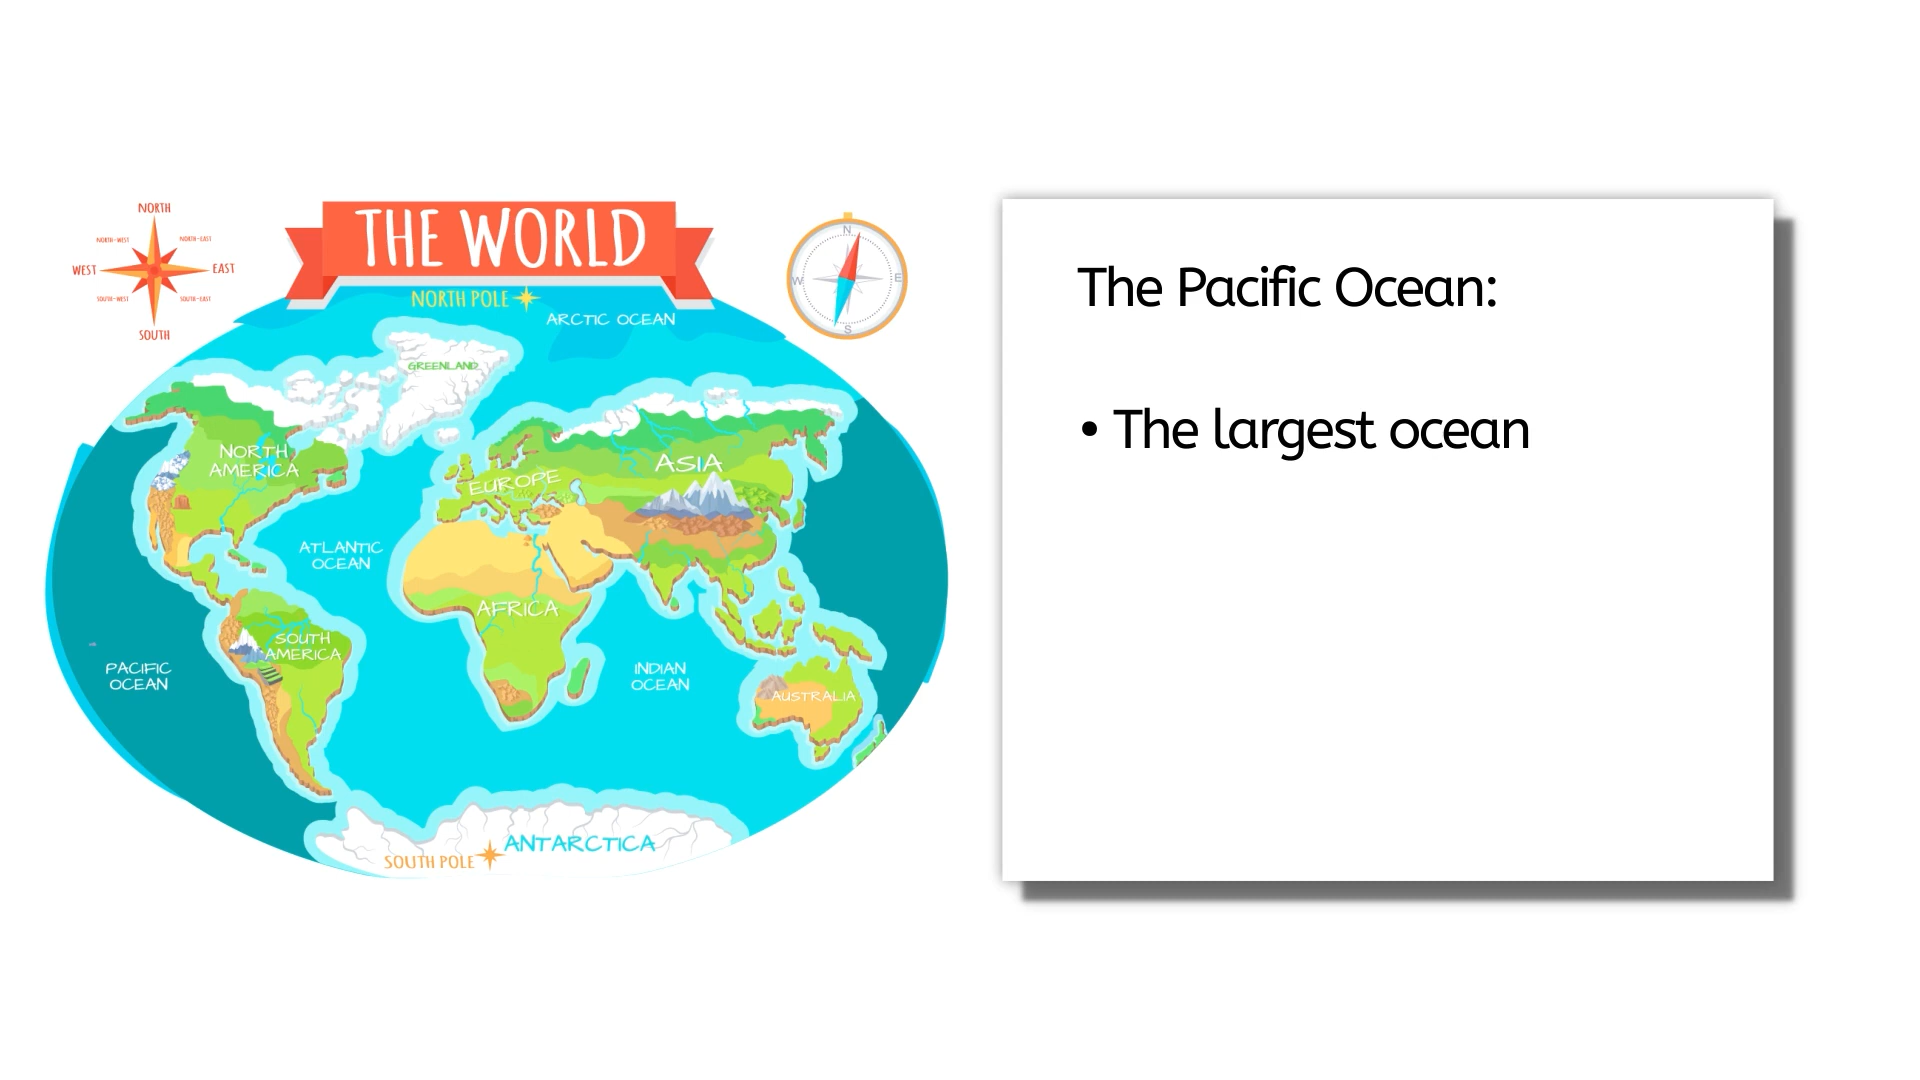 THE WORLD
NORTH
NORTH-WEST
NORTH-EAST
WEST
EAST
SOUTH-WEST
SOUTH-EAST
SOUTH
N
W
E
S
NORTH POLE
ARCTIC OCEAN
GREENLAND
NORTH
AMERICA
EUROPE
ASIA
ATLANTIC
OCEAN
AFRICA
SOUTH
AMERICA
PACIFIC
OCEAN
INDIAN
OCEAN
AUSTRALIA
ANTARCTICA
SOUTH POLE
The Pacific Ocean:
• The largest ocean